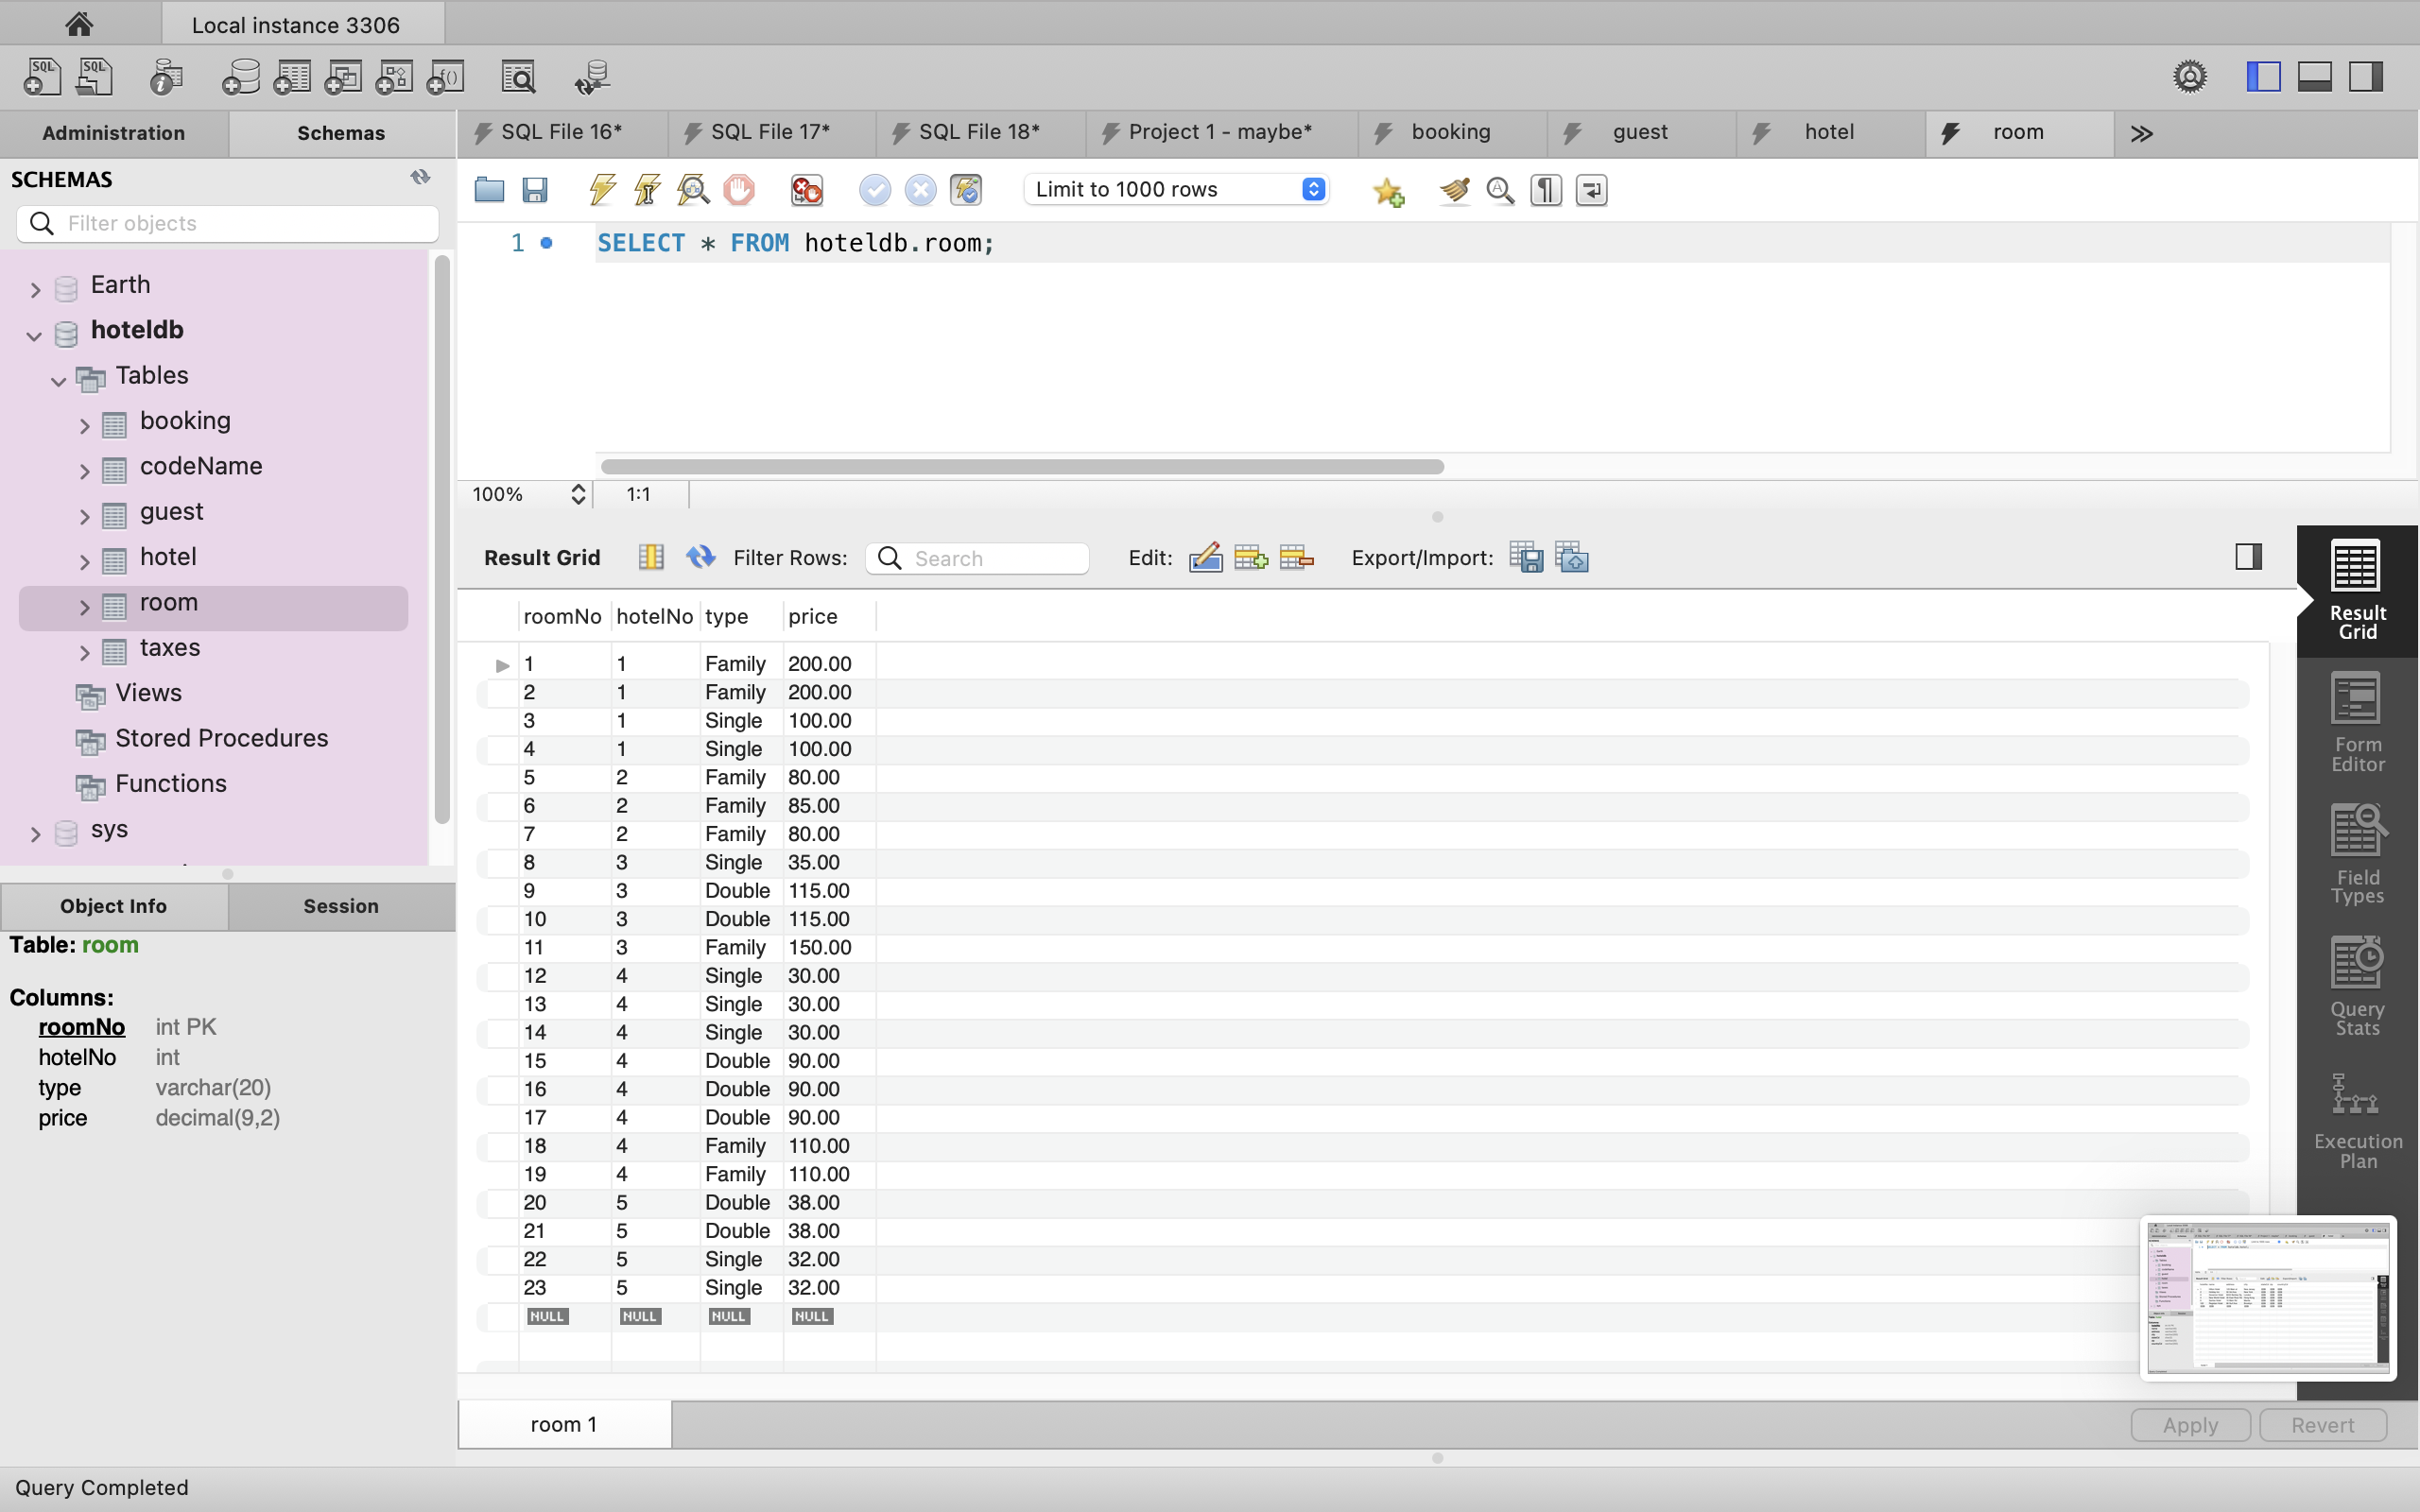 Local instance 3306
Administration
Schemas
SQL File 16*
SQL File 17*
SQL File 18*
Project 1 - maybe*
booking
guest
hotel
room
SCHEMAS
Filter objects
Limit to 1000 rows
1 SELECT * FROM hoteldb.room;
Earth
hoteldb
Tables
booking
codeName
guest
hotel
room
taxes
Views
Stored Procedures
Functions
sys
100%
1:1
Result Grid
Filter Rows:
Search
Edit:
Export/Import:
roomNo hotelNo type price
1 1 Family 200.00
2 1 Family 200.00
3 1 Single 100.00
4 1 Single 100.00
5 2 Family 80.00
6 2 Family 85.00
7 2 Family 80.00
8 3 Single 35.00
9 3 Double 115.00
10 3 Double 115.00
11 3 Family 150.00
12 4 Single 30.00
13 4 Single 30.00
14 4 Single 30.00
15 4 Double 90.00
16 4 Double 90.00
17 4 Double 90.00
18 4 Family 110.00
19 4 Family 110.00
20 5 Double 38.00
21 5 Double 38.00
22 5 Single 32.00
23 5 Single 32.00
NULL NULL NULL NULL
Result
Grid
Form
Editor
Field
Types
Query
Stats
Execution
Plan
Object Info
Session
Table: room
Columns:
roomNo int PK
hotelNo int
type varchar(20)
price decimal(9,2)
room 1
Apply
Revert
Query Completed